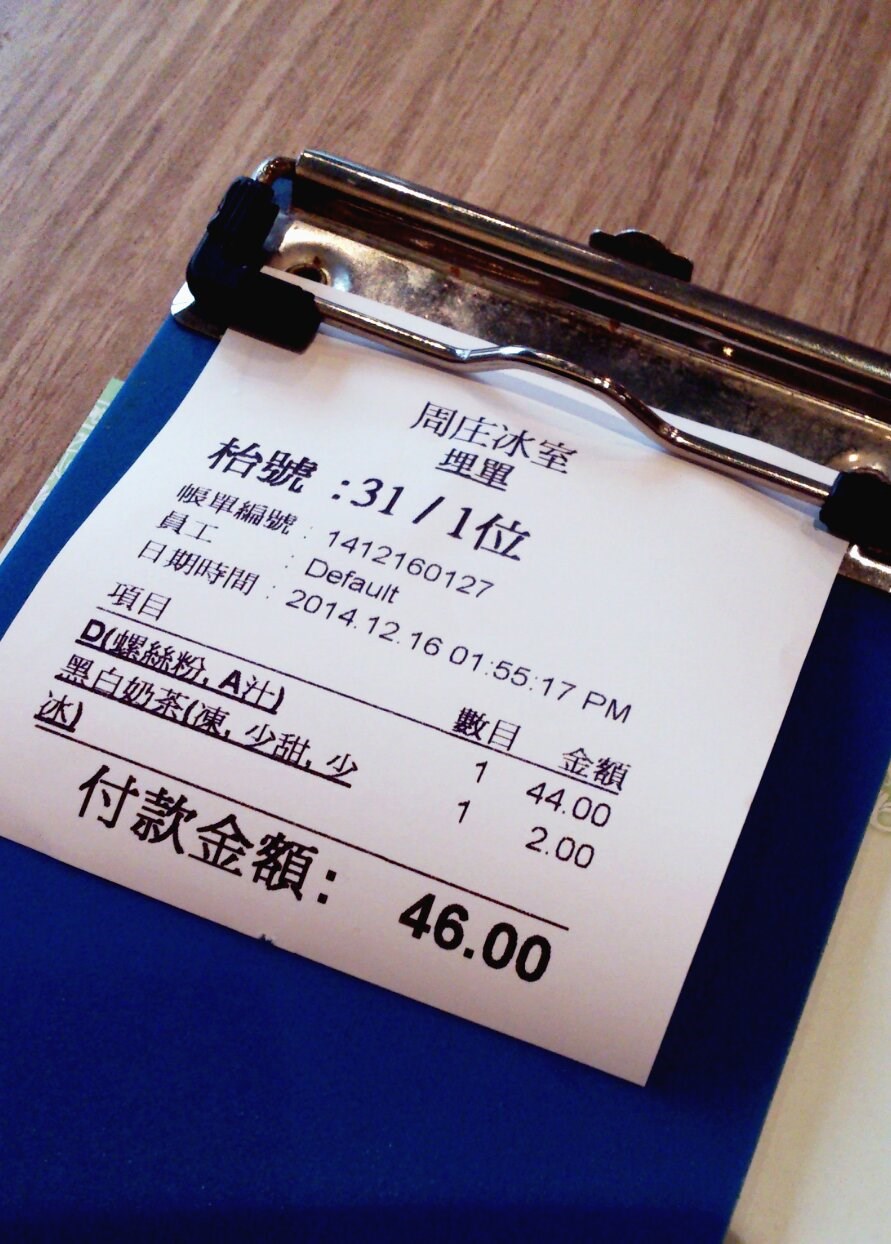 周庄冰室
埋單
枱號 :31 / 1位
帳單編號 : 1412160127
員工 : Default
日期時間 : 2014.12.16 01:55:17 PM
項目 數目 金額
D(螺絲粉, A汁) 1 44.00
黑白奶茶(凍, 少甜, 少 1 2.00
冰)
付款金額: 46.00